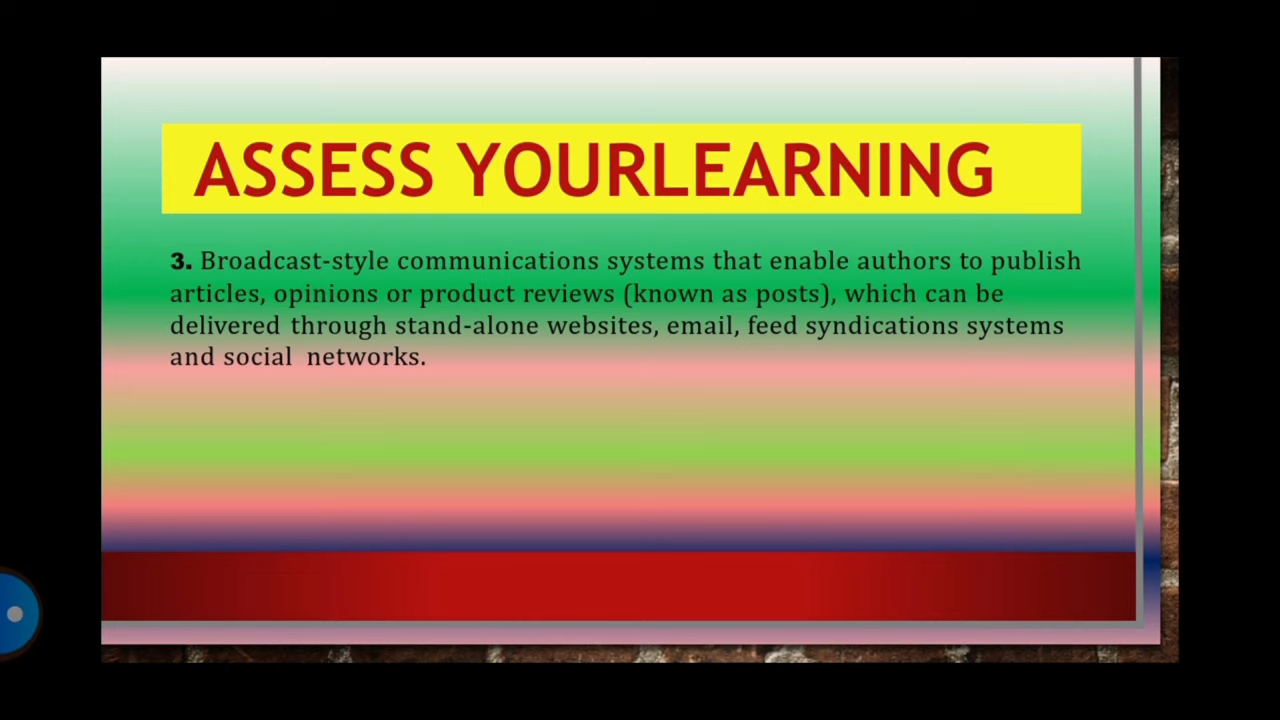 ASSESS YOURLEARNING
3. Broadcast-style communications systems that enable authors to publish
articles, opinions or product reviews (known as posts), which can be
delivered through stand-alone websites, email, feed syndications systems
and social networks.